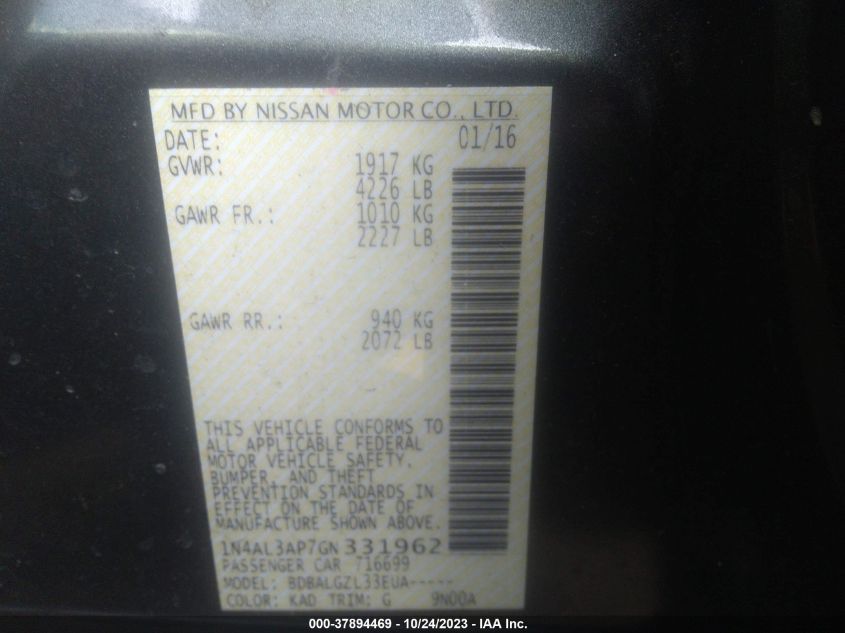 MFD BY NISSAN MOTOR CO., LTD.
DATE: 01/16
GVWR: 1917 KG
4226 LB
GAWR FR.: 1010 KG
2227 LB
GAWR RR.: 940 KG
2072 LB
THIS VEHICLE CONFORMS TO
ALL APPLICABLE FEDERAL
MOTOR VEHICLE SAFETY,
BUMPER, AND THEFT
PREVENTION STANDARDS IN
EFFECT ON THE DATE OF
MANUFACTURE SHOWN ABOVE.
1N4AL3AP7GN 331962
PASSENGER CAR 716699
MODEL: BDBALGZL33EUA-----
COLOR: KAD TRIM: G 9N00A
000-37894469 - 10/24/2023 - IAA Inc.